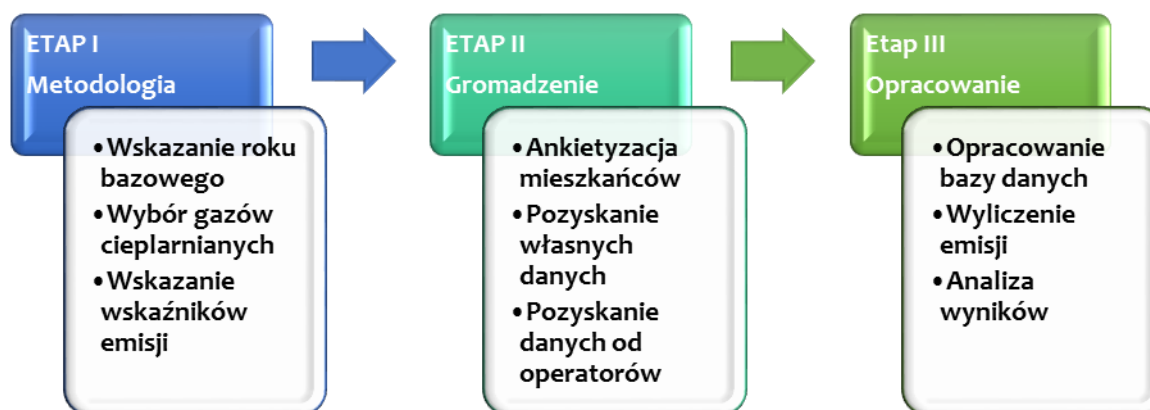 ETAP I
Metodologia
•Wskazanie roku
bazowego
•Wybór gazów
cieplarnianych
•Wskazanie
wskaźników
emisji
ETAP II
Gromadzenie
•Ankietyzacja
mieszkańców
•Pozyskanie
własnych
danych
•Pozyskanie
danych od
operatorów
Etap III
Opracowanie
•Opracowanie
bazy danych
•Wyliczenie
emisji
•Analiza
wyników